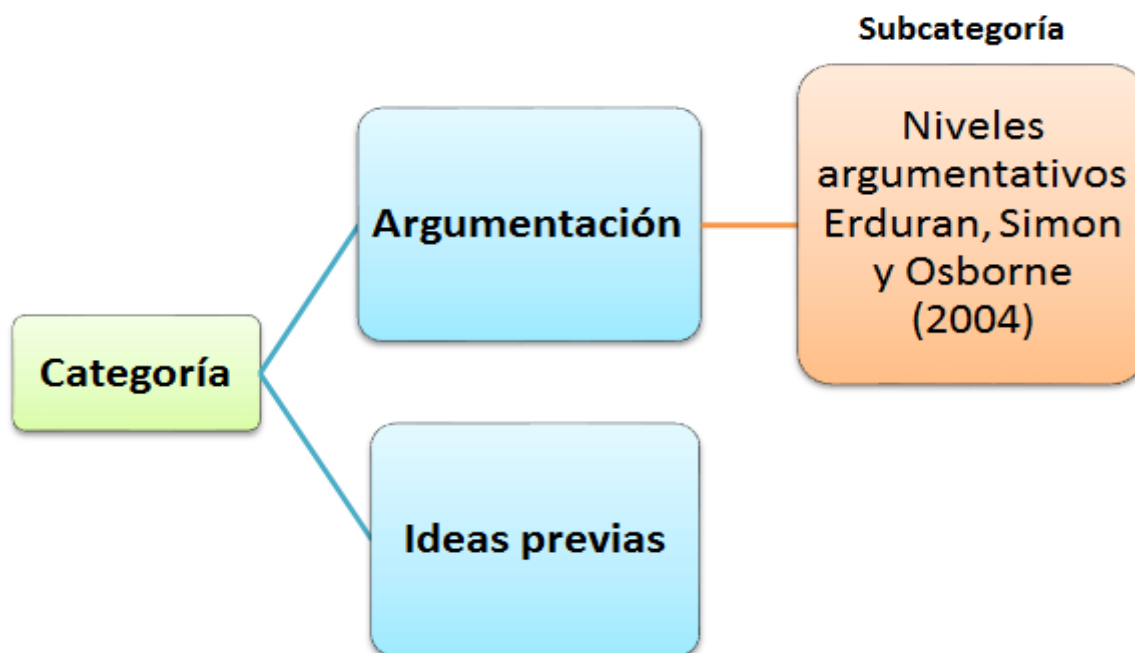 Subcategoría
Niveles
argumentativos
Erduran, Simon
y Osborne
(2004)
Argumentación
Categoría
Ideas previas